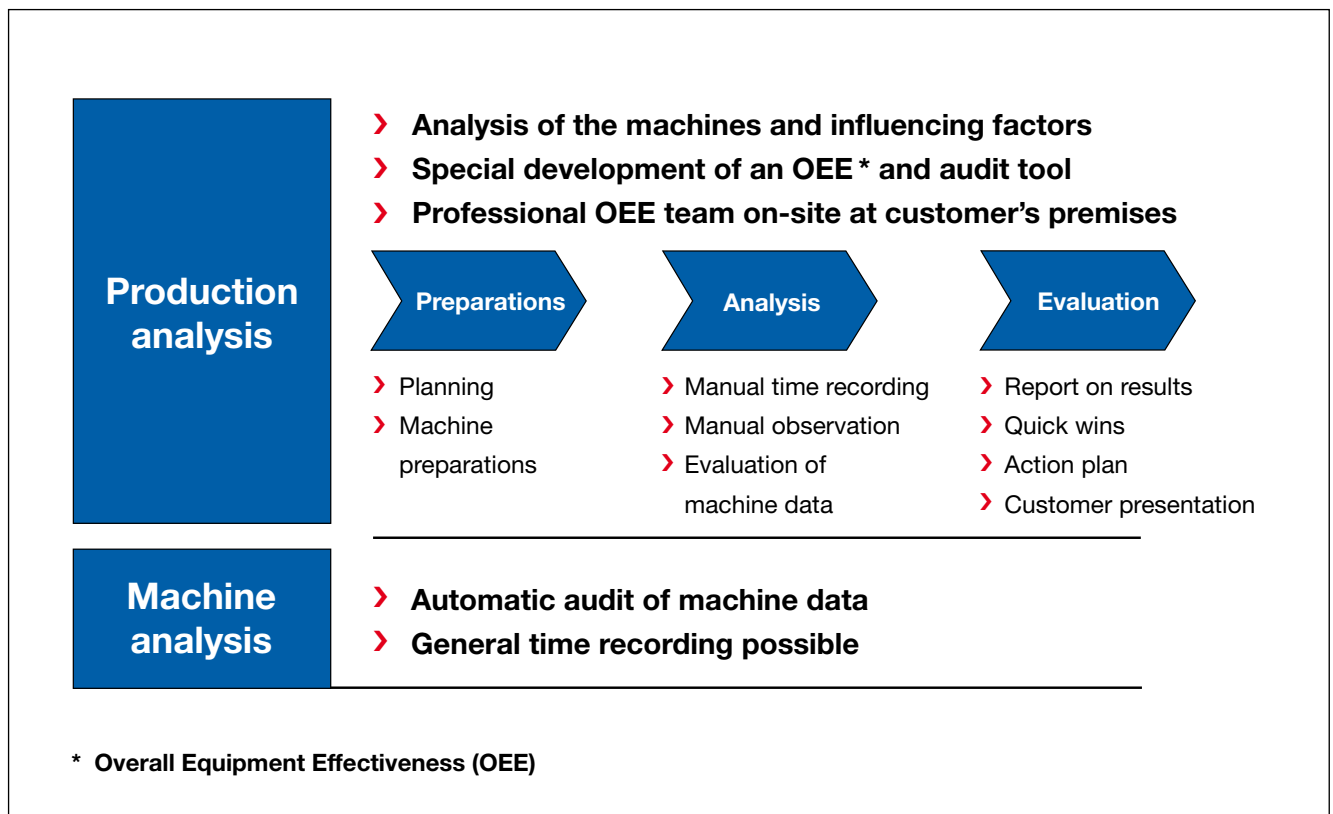 Production
analysis
Analysis of the machines and influencing factors
Special development of an OEE * and audit tool
Professional OEE team on-site at customer’s premises
Preparations
Planning
Machine
preparations
Analysis
Manual time recording
Manual observation
Evaluation of
machine data
Evaluation
Report on results
Quick wins
Action plan
Customer presentation
Machine
analysis
Automatic audit of machine data
General time recording possible
* Overall Equipment Effectiveness (OEE)